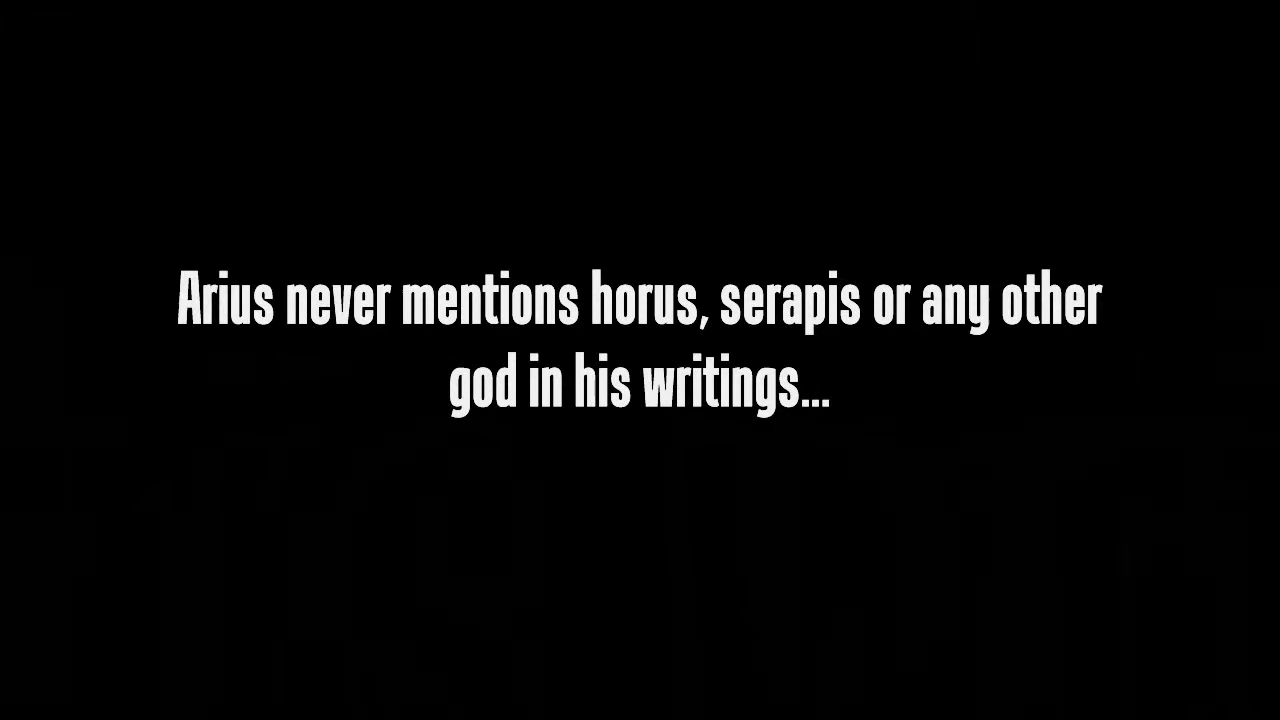 Arius never mentions horus, serapis or any other
god in his writings...